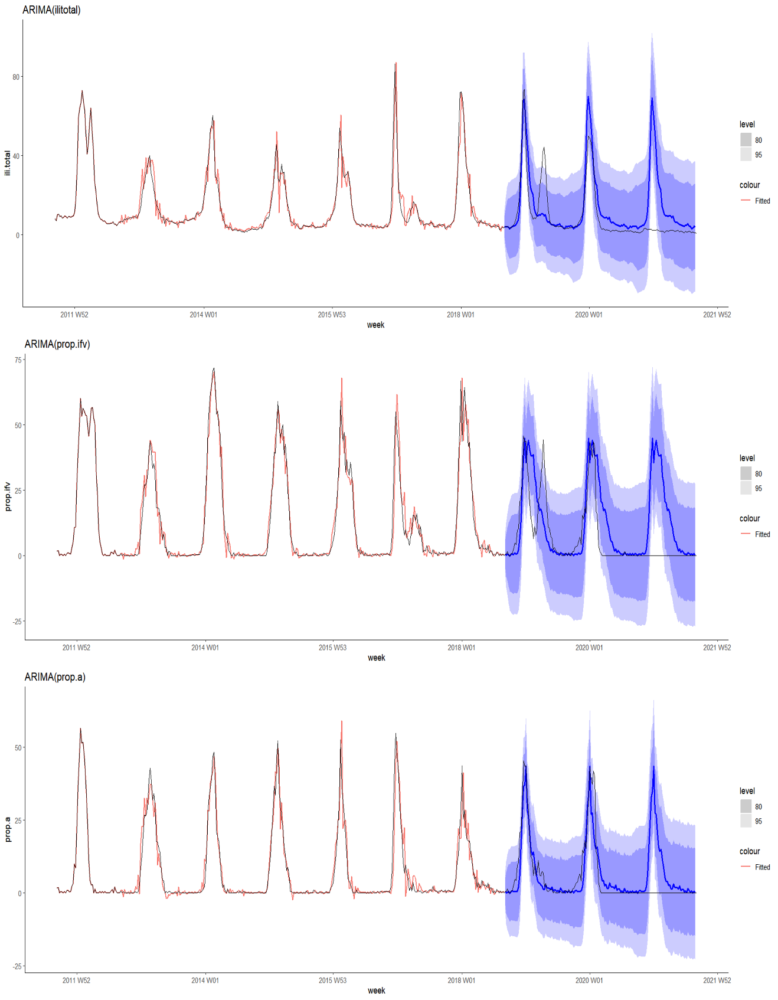 ARIMA(ilitotal)
80
40
0
ili.total
2011 W52
2014 W01
2015 W53
2018 W01
2020 W01
2021 W52
week
level
80
95
colour
Fitted
ARIMA(prop.ifv)
75
50
25
0
-25
prop.ifv
2011 W52
2014 W01
2015 W53
2018 W01
2020 W01
2021 W52
week
level
80
95
colour
Fitted
ARIMA(prop.a)
50
25
0
-25
prop.a
2011 W52
2014 W01
2015 W53
2018 W01
2020 W01
2021 W52
week
level
80
95
colour
Fitted